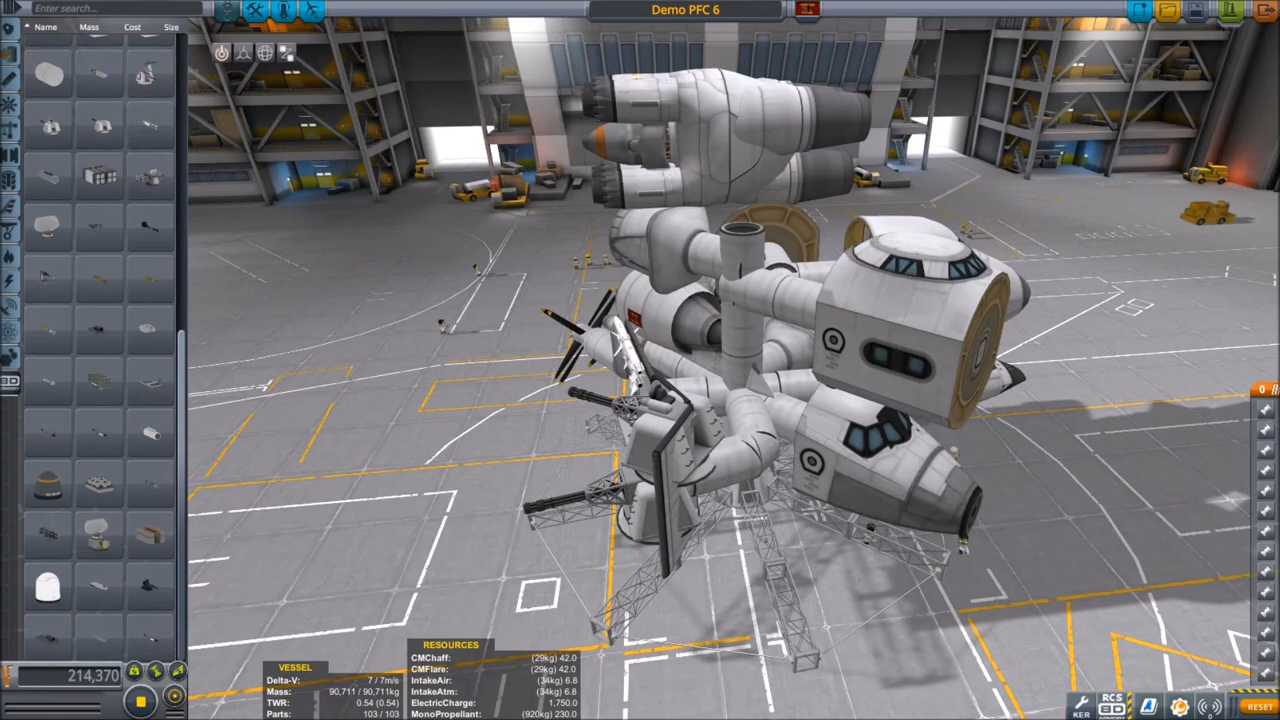 Enter search...
Demo PFC 6
Name Mass Cost Size
0
214,370
VESSEL
Delta-V: 7 / 7m/s
Mass: 90,711 / 90,711kg
TWR: 0.54 (0.54)
Parts: 103 / 103
RESOURCES
CMChaff: (29kg) 42.0
CMFlare: (29kg) 42.0
IntakeAir: (34kg) 6.8
IntakeAtm: (34kg) 6.8
ElectricCharge: 1,750.0
MonoPropellant: (920kg) 230.0
KER
RCS
RESET